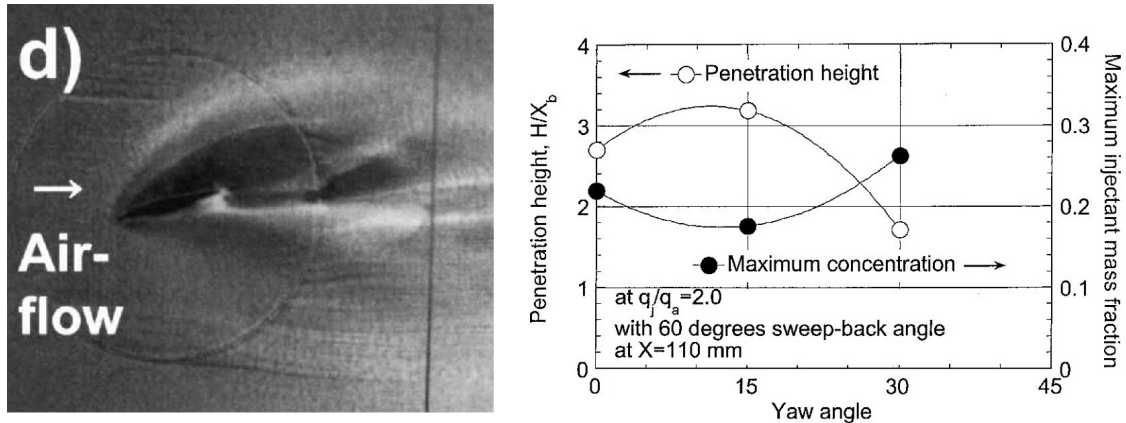 d)
→
Air-
flow
4
3
2
1
0
Penetration height, H/X_b
← ○ Penetration height
● Maximum concentration →
at q_j/q_a=2.0
with 60 degrees sweep-back angle
at X=110 mm
0 15 30 45
Yaw angle
0.4
0.3
0.2
0.1
0
Maximum injectant mass fraction